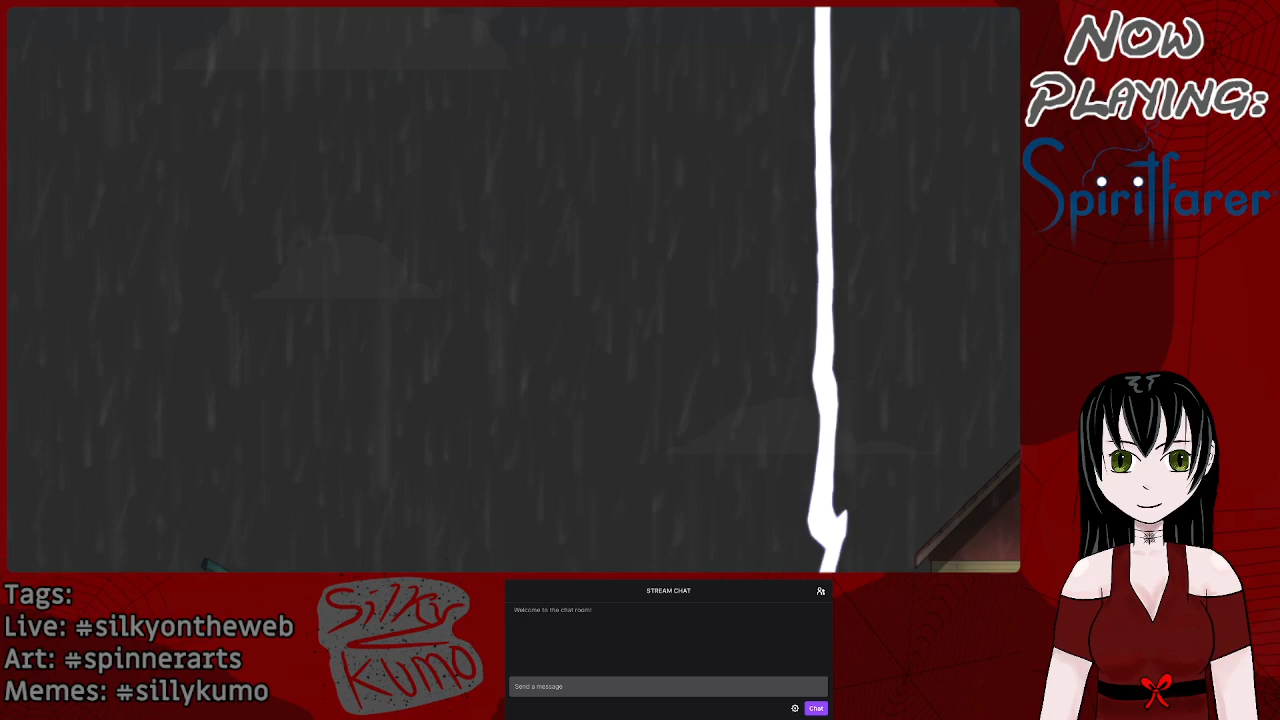 Now
Playing:
Spiritfarer
Tags:
Live: #silkyontheweb
Art: #spinnerarts
Memes: #sillykumo
Silky
Kumo
STREAM CHAT
Welcome to the chat room!
Send a message
Chat